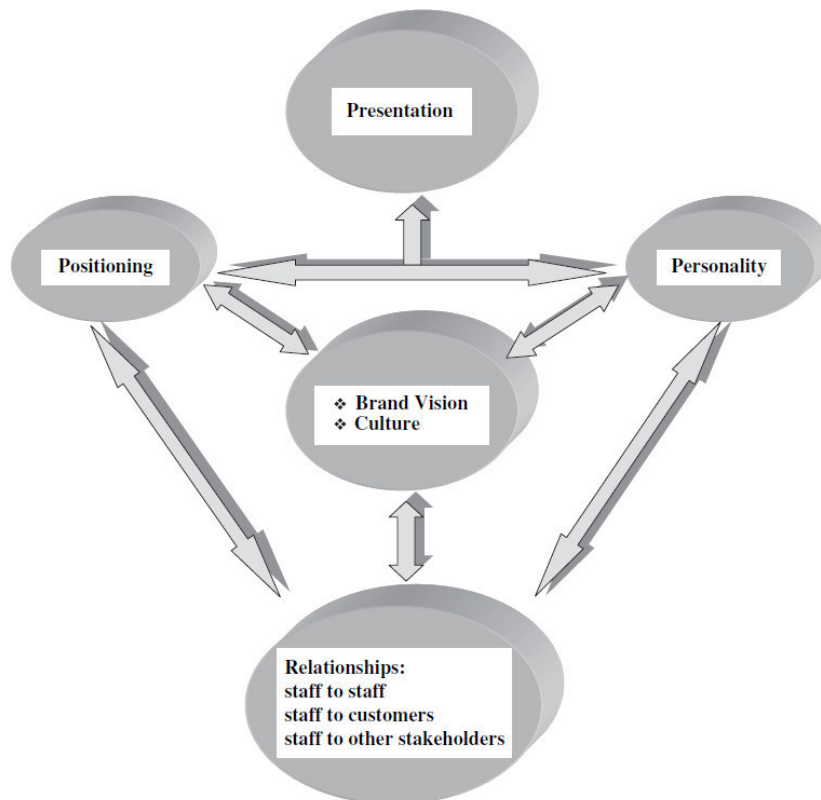 Presentation
Positioning
Personality
❖ Brand Vision
❖ Culture
Relationships:
staff to staff
staff to customers
staff to other stakeholders